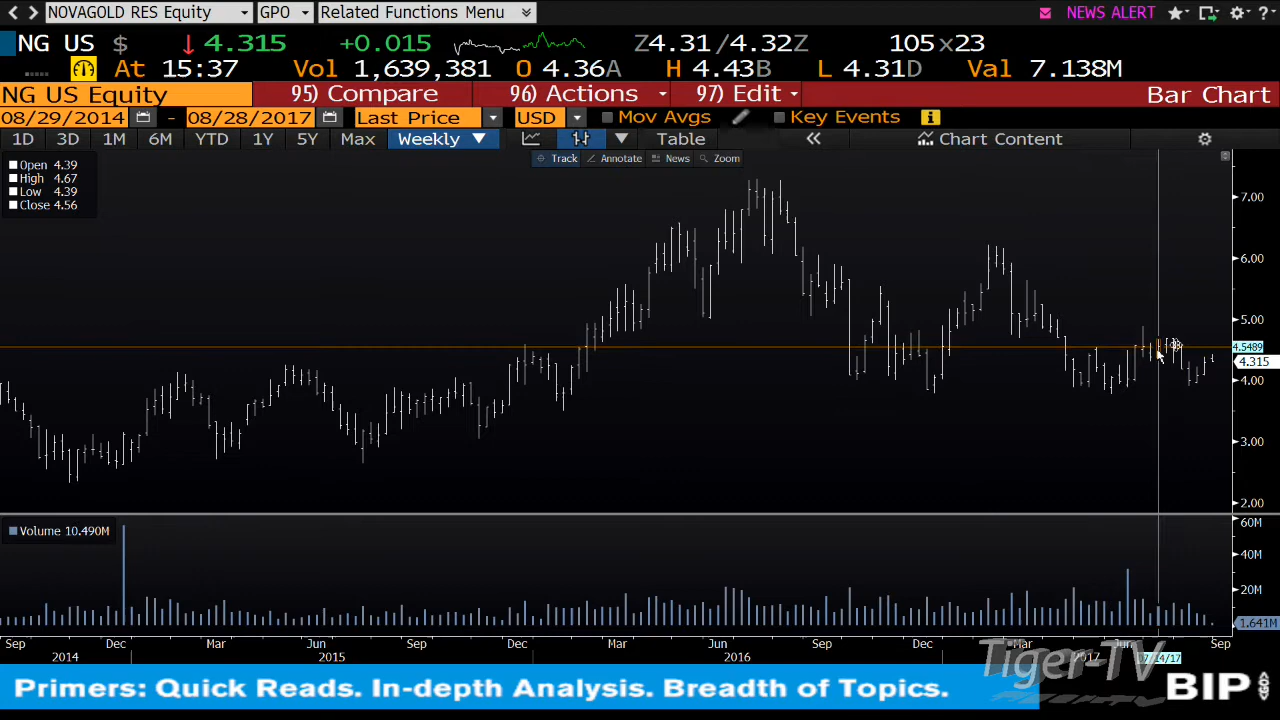 NOVAGOLD RES Equity GPO Related Functions Menu NEWS ALERT ?
NG US $ ↓ 4.315 +0.015 Z4.31/4.32Z 105x23
At 15:37 Vol 1,639,381 O 4.36A H 4.43B L 4.31D Val 7.138M
NG US Equity 95) Compare 96) Actions 97) Edit Bar Chart
08/29/2014 - 08/28/2017 Last Price USD Mov Avgs Key Events
1D 3D 1M 6M YTD 1Y 5Y Max Weekly ▼ Table « Chart Content
Track Annotate News Zoom
Open 4.39
High 4.67
Low 4.39
Close 4.56
7.00
6.00
5.00
4.5489
4.315
4.00
3.00
2.00
Volume 10.490M
60M
40M
20M
1.641M
Sep Dec Mar Jun Sep Dec Mar Jun Sep Dec Mar Jun Sep
2014 2015 2016 2017 07/14/17
Tiger-TV
Primers: Quick Reads. In-depth Analysis. Breadth of Topics.
BIP GO